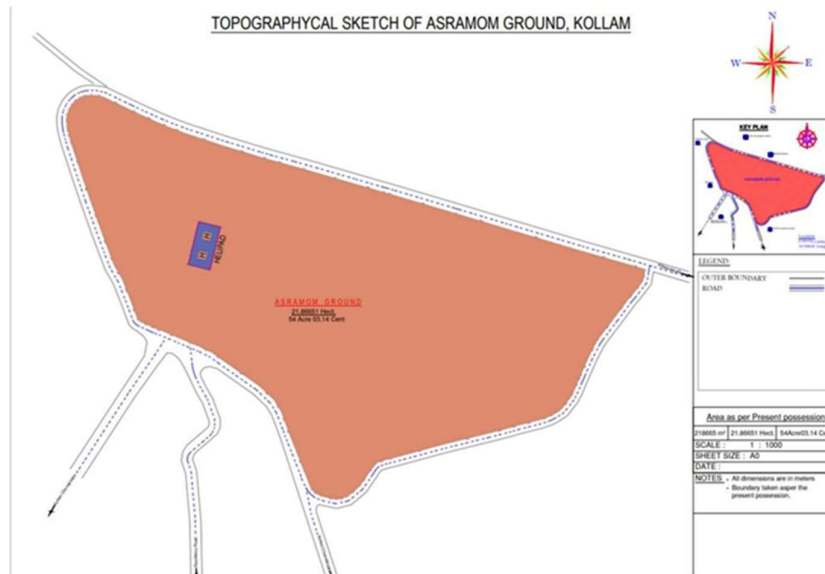 TOPOGRAPHYCAL SKETCH OF ASRAMOM GROUND, KOLLAM
N
W
E
S
KEY PLAN
ASRAMOM GROUND
H
H
HELIPAD
ASRAMOM GROUND
21.86651 Hect.
54 Acre 03.14 Cent
LEGEND
OUTER BOUNDARY
ROAD
Area as per Present possession
218665 m² 21.86651 Hect. 54Acre03.14 Ce
SCALE : 1 : 1000
SHEET SIZE : A0
DATE :
NOTES - All dimensions are in meters
- Boundary taken asper the
present possession.